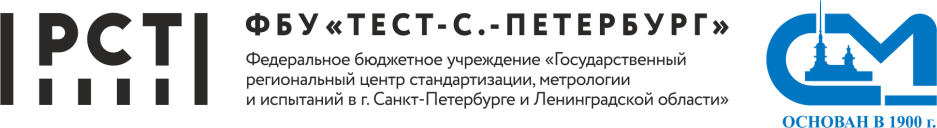 РСТ
ФБУ «ТЕСТ-С.-ПЕТЕРБУРГ»
Федеральное бюджетное учреждение «Государственный
региональный центр стандартизации, метрологии
и испытаний в г. Санкт-Петербурге и Ленинградской области»
СМ
ОСНОВАН В 1900 г.